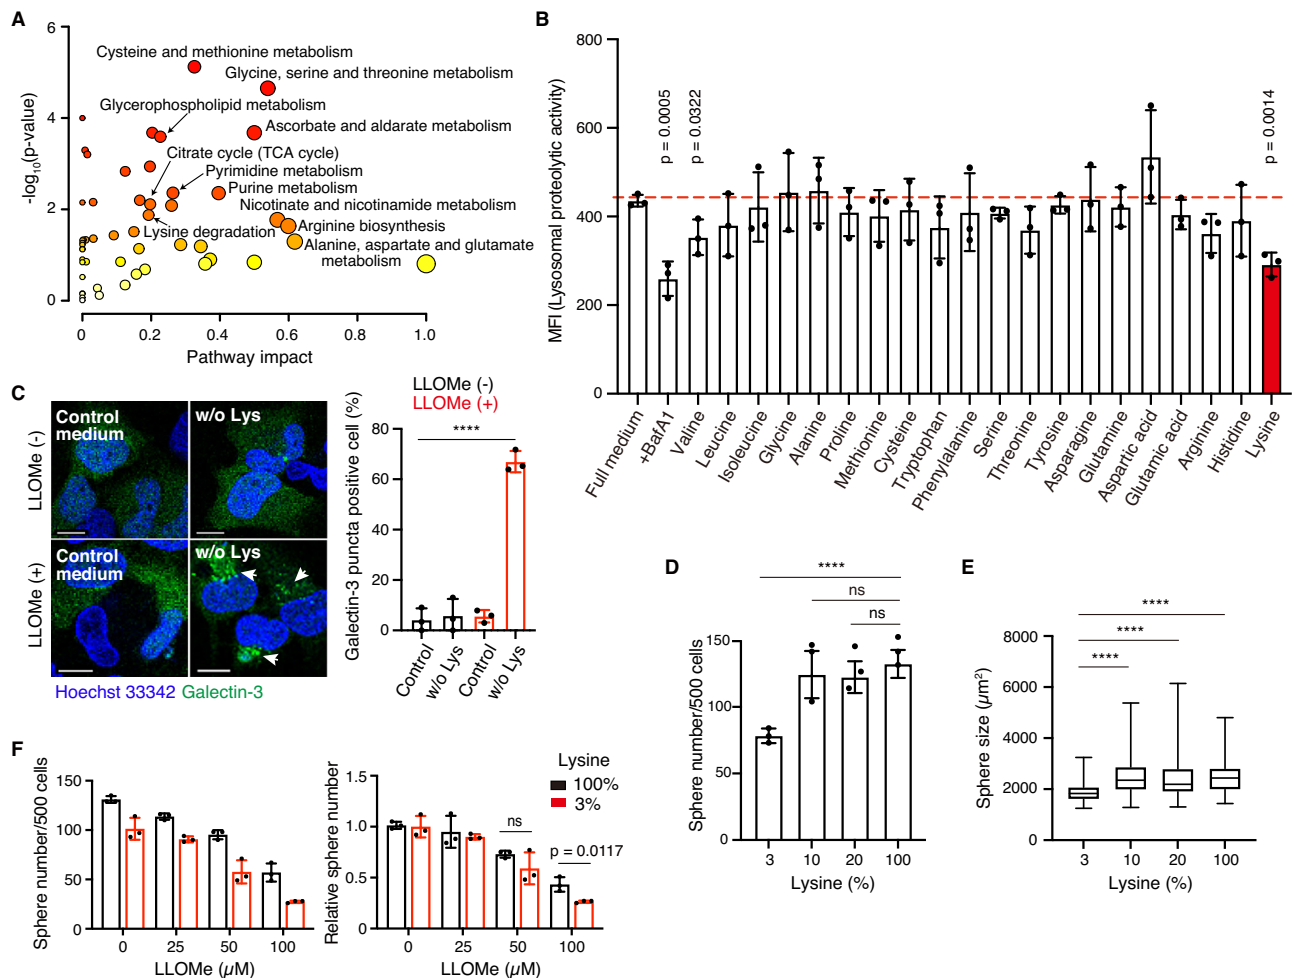 A
6
4
2
0
-log10(p-value)
Cysteine and methionine metabolism
Glycine, serine and threonine metabolism
Glycerophospholipid metabolism
Ascorbate and aldarate metabolism
Citrate cycle (TCA cycle)
Pyrimidine metabolism
Purine metabolism
Nicotinate and nicotinamide metabolism
Arginine biosynthesis
Lysine degradation
Alanine, aspartate and glutamate
metabolism
0 0.2 0.4 0.6 0.8 1.0
Pathway impact
B
800
600
400
200
0
MFI (Lysosomal proteolytic activity)
p = 0.0005
p = 0.0322
p = 0.0014
Full medium
+BafA1
Valine
Leucine
Isoleucine
Glycine
Alanine
Proline
Methionine
Cysteine
Tryptophan
Phenylalanine
Serine
Threonine
Tyrosine
Asparagine
Glutamine
Aspartic acid
Glutamic acid
Arginine
Histidine
Lysine
C
LLOMe (-)
LLOMe (+)
Control
medium
w/o Lys
Control
medium
w/o Lys
Hoechst 33342 Galectin-3
LLOMe (-)
LLOMe (+)
****
Galectin-3 puncta positive cell (%)
80
60
40
20
0
Control
w/o Lys
Control
w/o Lys
D
****
ns
ns
Sphere number/500 cells
150
100
50
0
3 10 20 100
Lysine (%)
E
****
****
****
Sphere size (µm2)
8000
6000
4000
2000
0
3 10 20 100
Lysine (%)
F
Sphere number/500 cells
150
100
50
0
0 25 50 100
LLOMe (µM)
Relative sphere number
1.5
1.0
0.5
0
ns
p = 0.0117
0 25 50 100
LLOMe (µM)
Lysine
100%
3%